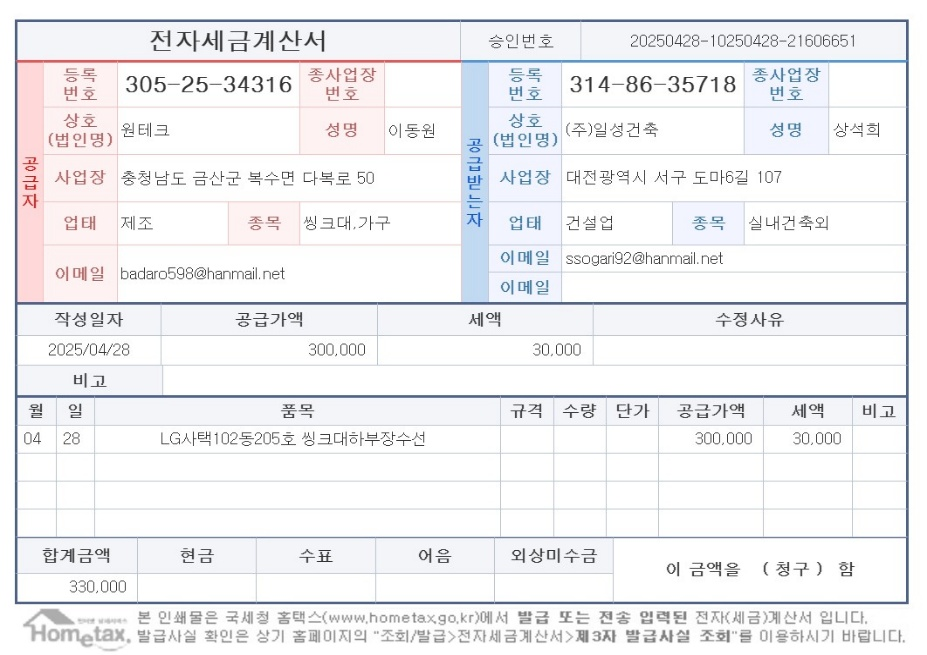 전자세금계산서 승인번호 20250428-10250428-21606651
공급자
등록번호 305-25-34316 종사업장번호
상호(법인명) 원테크 성명 이동원
사업장 충청남도 금산군 복수면 다복로 50
업태 제조 종목 씽크대,가구
이메일 badaro598@hanmail.net
공급받는자
등록번호 314-86-35718 종사업장번호
상호(법인명) (주)일성건축 성명 상석희
사업장 대전광역시 서구 도마6길 107
업태 건설업 종목 실내건축외
이메일 ssogari92@hanmail.net
이메일
작성일자 공급가액 세액 수정사유
2025/04/28 300,000 30,000
비고
월 일 품목 규격 수량 단가 공급가액 세액 비고
04 28 LG사택102동205호 씽크대하부장수선 300,000 30,000
합계금액 현금 수표 어음 외상미수금 이 금액을 (청구) 함
330,000
Hometax. 본 인쇄물은 국세청 홈택스(www.hometax.go.kr)에서 발급 또는 전송 입력된 전자(세금)계산서 입니다.
발급사실 확인은 상기 홈페이지의 "조회/발급>전자세금계산서>제3자 발급사실 조회"를 이용하시기 바랍니다.